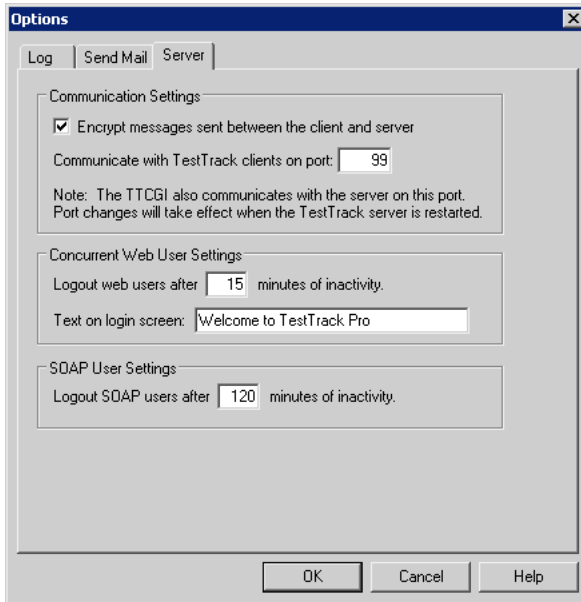 Options
Log Send Mail Server
Communication Settings
Encrypt messages sent between the client and server
Communicate with TestTrack clients on port: 99
Note: The TTCGI also communicates with the server on this port.
Port changes will take effect when the TestTrack server is restarted.
Concurrent Web User Settings
Logout web users after 15 minutes of inactivity.
Text on login screen: Welcome to TestTrack Pro
SOAP User Settings
Logout SOAP users after 120 minutes of inactivity.
OK Cancel Help